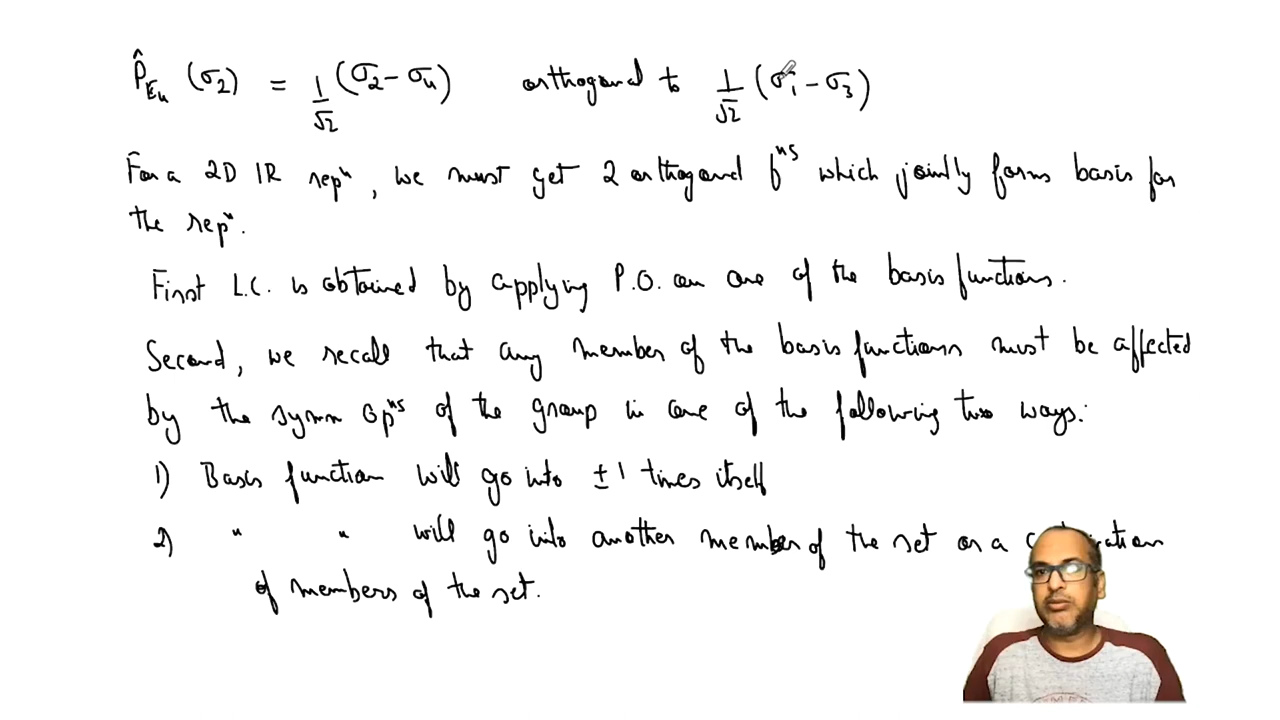 P̂_Eu (σ2) = 1/√2 (σ2 - σ4) orthogonal to 1/√2 (σ1 - σ3)
For a 2D IR repⁿ, we must get 2 orthogonal fⁿˢ which jointly forms basis for
the repⁿ.
First L.C. is obtained by applying P.O. on one of the basis functions.
Second, we recall that any member of the basis functions must be affected
by the symm opⁿˢ of the group in one of the following two ways:
1) Basis function will go into ±1 times itself
2) " " will go into another member of the set or a
of members of the set.